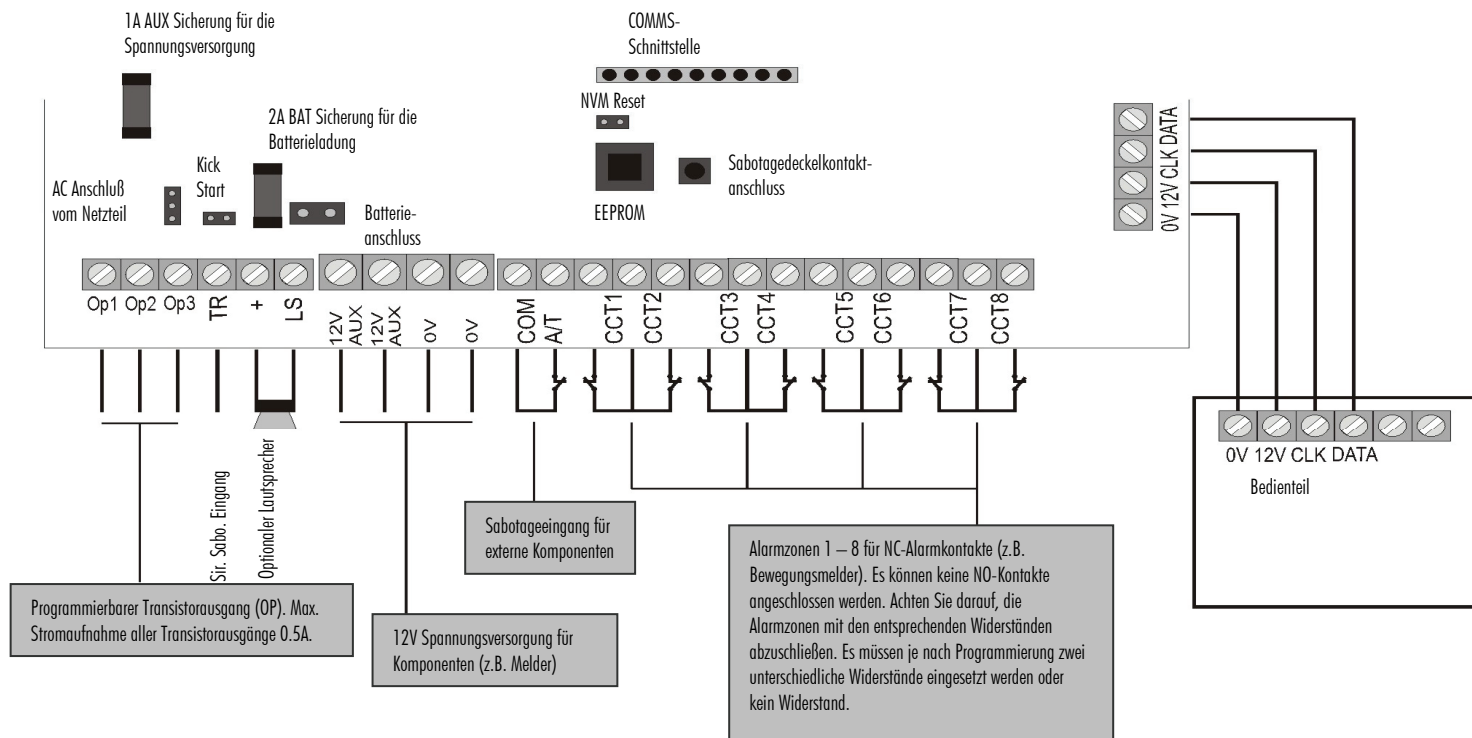 1A AUX Sicherung für die
Spannungsversorgung
COMMS-
Schnittstelle
2A BAT Sicherung für die
Batterieladung
NVM Reset
Kick
Start
AC Anschluß
vom Netzteil
Batterie-
anschluss
EEPROM
Sabotagedeckelkontakt-
anschluss
0V 12V CLK DATA
Op1 Op2 Op3 TR + LS
12V AUX
12V AUX
0V
0V
COM
A/T
CCT1
CCT2
CCT3
CCT4
CCT5
CCT6
CCT7
CCT8
0V 12V CLK DATA
Bedienteil
Sir. Sabo. Eingang
Optionaler Lautsprecher
Sabotageeingang für
externe Komponenten
Programmierbarer Transistorausgang (OP). Max.
Stromaufnahme aller Transistorausgänge 0.5A.
12V Spannungsversorgung für
Komponenten (z.B. Melder)
Alarmzonen 1 – 8 für NC-Alarmkontakte (z.B.
Bewegungsmelder). Es können keine NO-Kontakte
angeschlossen werden. Achten Sie darauf, die
Alarmzonen mit den entsprechenden Widerständen
abzuschließen. Es müssen je nach Programmierung zwei
unterschiedliche Widerstände eingesetzt werden oder
kein Widerstand.